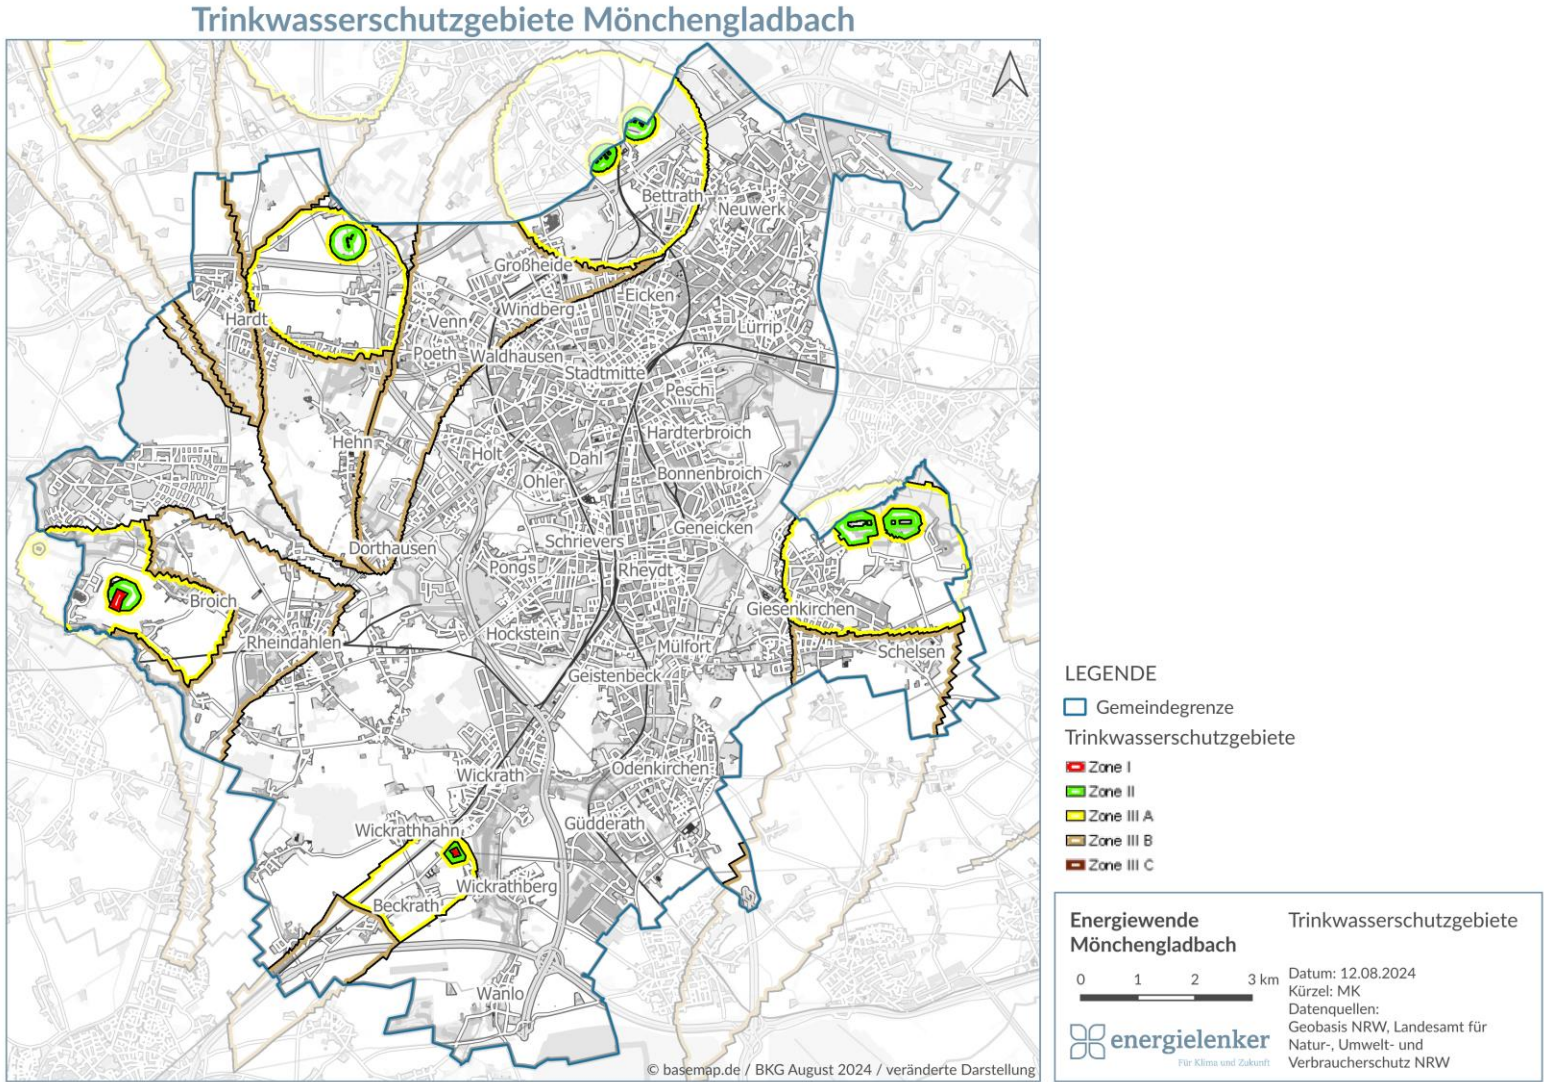 Trinkwasserschutzgebiete Mönchengladbach
Bettrath
Neuwerk
Großheide
Eicken
Windberg
Hardt
Venn
Lürrip
Poeth
Waldhausen
Stadtmitte
Pesch
Hardterbroich
Hehn
Holt
Dahl
Bonnenbroich
Ohler
Geneicken
Schrievers
Dorthausen
Pongs
Rheydt
Broich
Giesenkirchen
Hockstein
Rheindahlen
Mülfort
Schelsen
Geistenbeck
Wickrath
Odenkirchen
Wickrathhahn
Güdderath
Wickrathberg
Beckrath
Wanlo
© basemap.de / BKG August 2024 / veränderte Darstellung
LEGENDE
Gemeindegrenze
Trinkwasserschutzgebiete
Zone I
Zone II
Zone III A
Zone III B
Zone III C
Energiewende
Mönchengladbach
0 1 2 3 km
energielenker
Für Klima und Zukunft
Trinkwasserschutzgebiete
Datum: 12.08.2024
Kürzel: MK
Datenquellen:
Geobasis NRW, Landesamt für
Natur-, Umwelt- und
Verbraucherschutz NRW